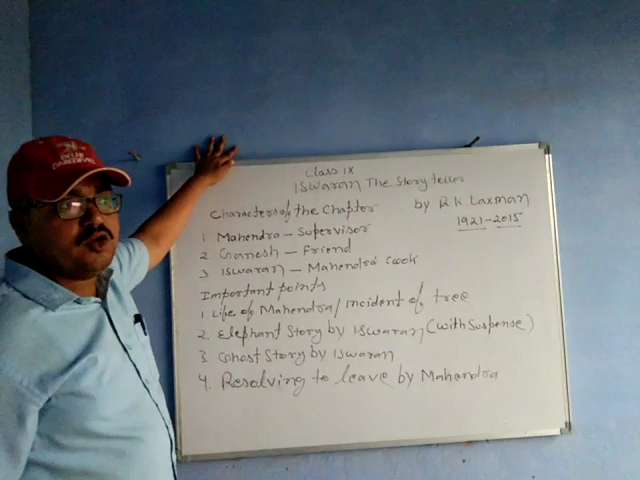 DELHI
DAREDEVILS
Class IX
Iswaran The Story teller
by R K Laxman
1921-2015
Characters of the Chapter
1 Mahendra - Supervisor
2 Ganesh - Friend
3 Iswaran - Mahendra cook
Important points
1 Life of Mahendra/incident of tree
2. Elephant Story by Iswaran (with Suspense)
3. Ghost Story by Iswaran
4. Resolving to leave by Mahendra